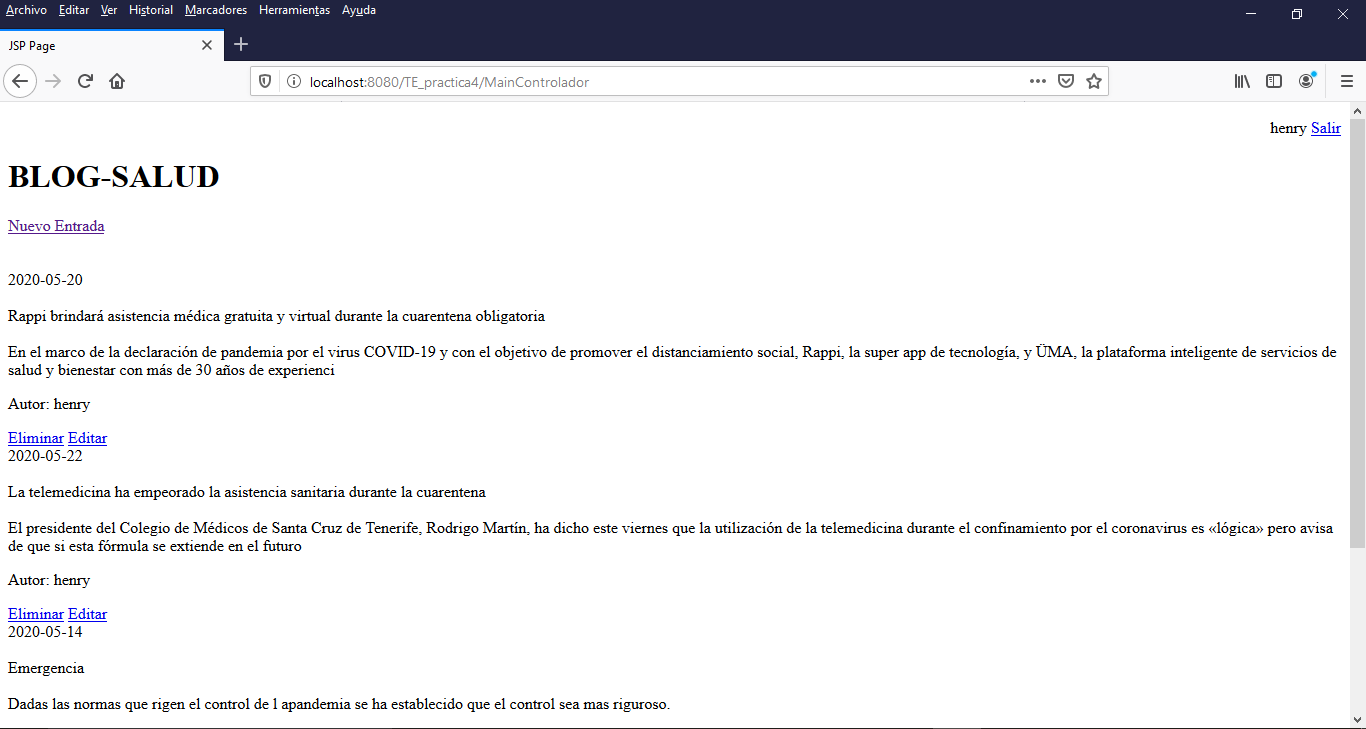 Archivo Editar Ver Historial Marcadores Herramientas Ayuda
JSP Page
localhost:8080/TE_practica4/MainControlador
henry Salir
BLOG-SALUD
Nuevo Entrada
2020-05-20
Rappi brindará asistencia médica gratuita y virtual durante la cuarentena obligatoria
En el marco de la declaración de pandemia por el virus COVID-19 y con el objetivo de promover el distanciamiento social, Rappi, la super app de tecnología, y ÜMA, la plataforma inteligente de servicios de
salud y bienestar con más de 30 años de experienci
Autor: henry
Eliminar Editar
2020-05-22
La telemedicina ha empeorado la asistencia sanitaria durante la cuarentena
El presidente del Colegio de Médicos de Santa Cruz de Tenerife, Rodrigo Martín, ha dicho este viernes que la utilización de la telemedicina durante el confinamiento por el coronavirus es «lógica» pero avisa
de que si esta fórmula se extiende en el futuro
Autor: henry
Eliminar Editar
2020-05-14
Emergencia
Dadas las normas que rigen el control de l apandemia se ha establecido que el control sea mas riguroso.